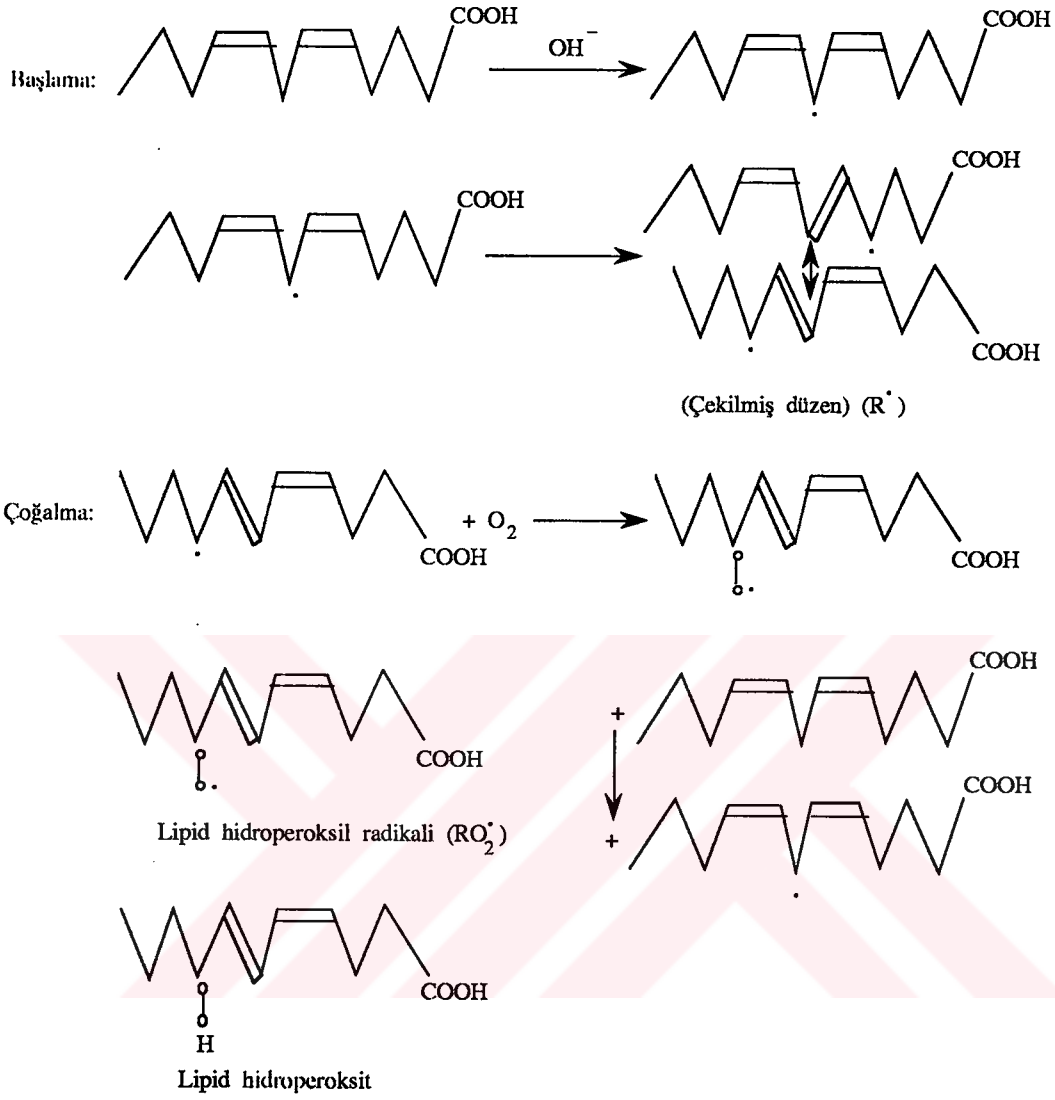 COOH
COOH
Başlama:
OH⁻
COOH
COOH
COOH
(Çekilmiş düzen) (R˙)
Çoğalma:
+ O₂
COOH
COOH
O
O
COOH
O
O
Lipid hidroperoksil radikali (RO₂˙)
COOH
+
COOH
+
COOH
O
O
H
Lipid hidroperoksit